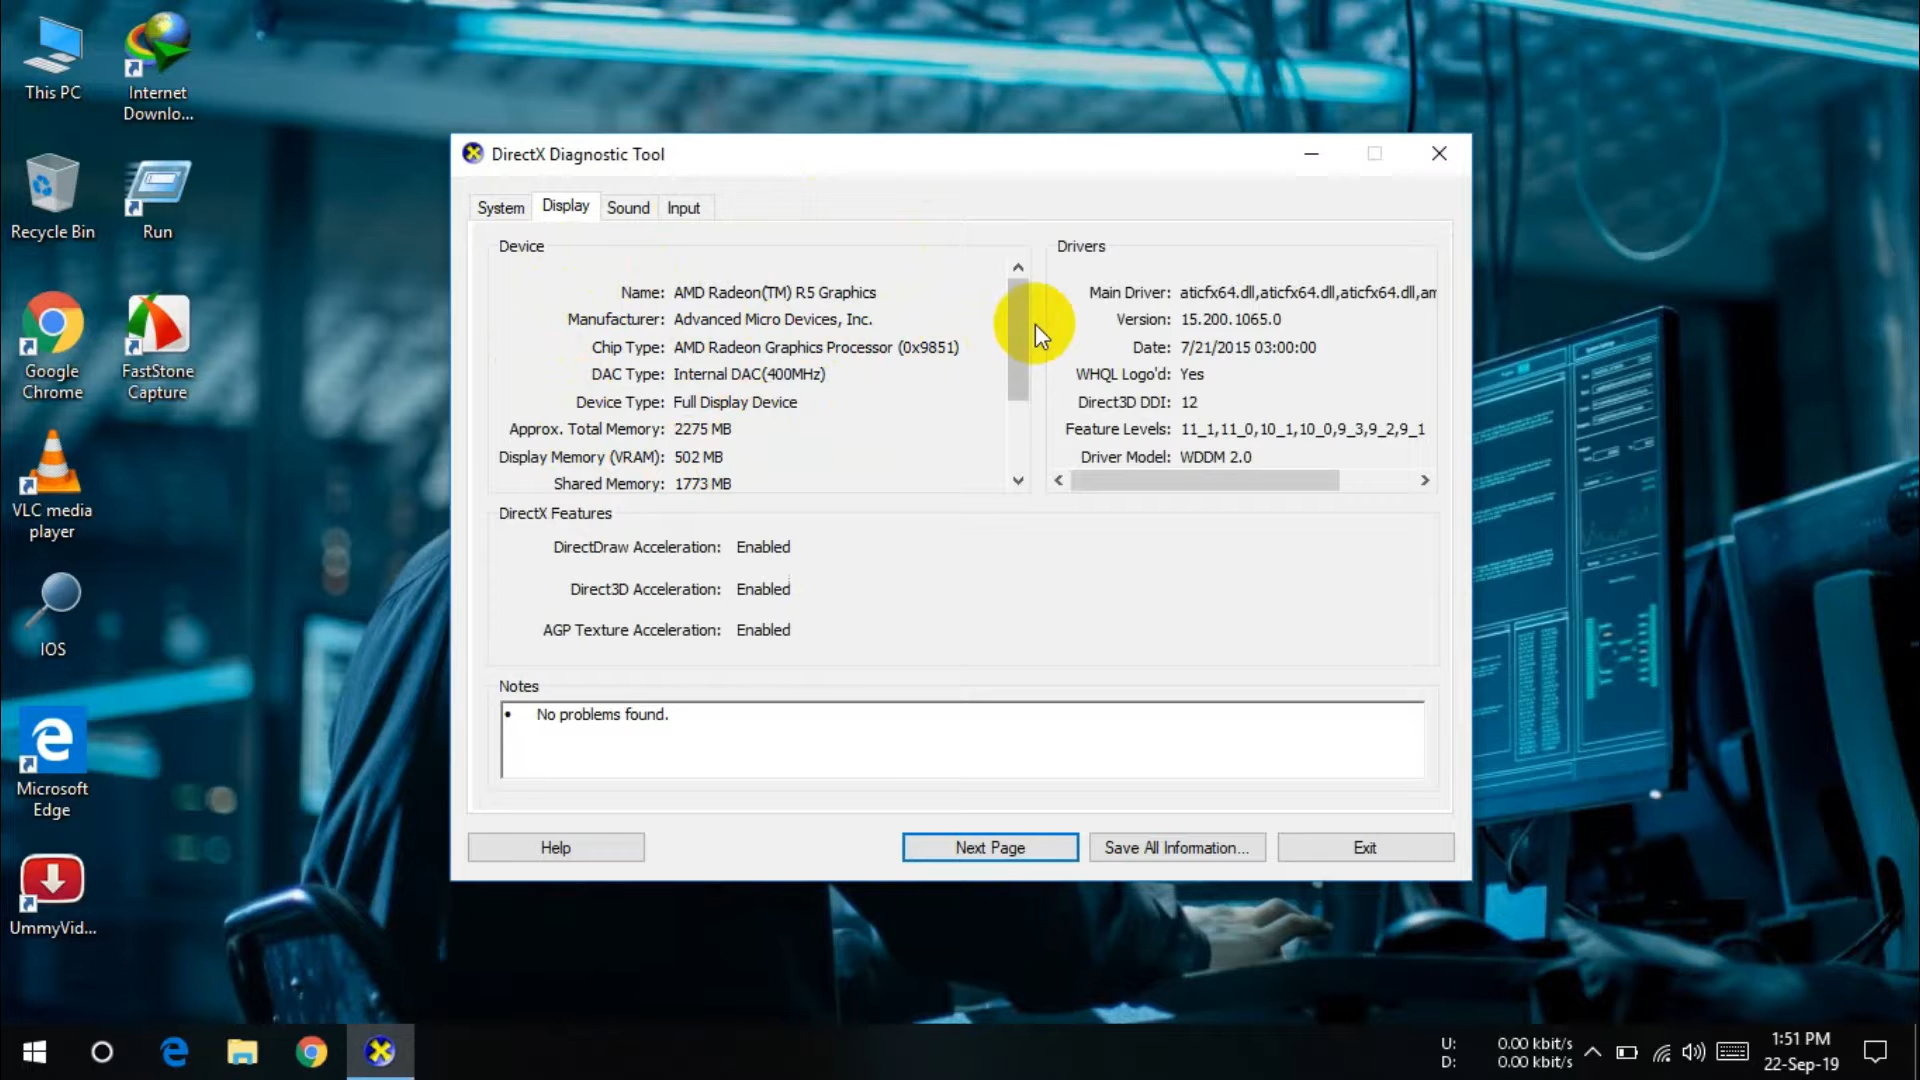 This PC
Internet
Downlo...
Recycle Bin
Run
Google
Chrome
FastStone
Capture
VLC media
player
IOS
Microsoft
Edge
UmmyVid...
DirectX Diagnostic Tool
System
Display
Sound
Input
Device
Name: AMD Radeon(TM) R5 Graphics
Manufacturer: Advanced Micro Devices, Inc.
Chip Type: AMD Radeon Graphics Processor (0x9851)
DAC Type: Internal DAC(400MHz)
Device Type: Full Display Device
Approx. Total Memory: 2275 MB
Display Memory (VRAM): 502 MB
Shared Memory: 1773 MB
Drivers
Main Driver: aticfx64.dll,aticfx64.dll,aticfx64.dll,am
Version: 15.200.1065.0
Date: 7/21/2015 03:00:00
WHQL Logo'd: Yes
Direct3D DDI: 12
Feature Levels: 11_1,11_0,10_1,10_0,9_3,9_2,9_1
Driver Model: WDDM 2.0
DirectX Features
DirectDraw Acceleration: Enabled
Direct3D Acceleration: Enabled
AGP Texture Acceleration: Enabled
Notes
• No problems found.
Help
Next Page
Save All Information...
Exit
U: 0.00 kbit/s
D: 0.00 kbit/s
1:51 PM
22-Sep-19